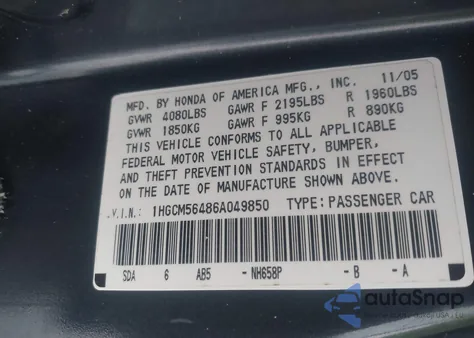 MFD. BY HONDA OF AMERICA MFG., INC. 11/05
GVWR 4080LBS GAWR F 2195LBS R 1960LBS
GVWR 1850KG GAWR F 995KG R 890KG
THIS VEHICLE CONFORMS TO ALL APPLICABLE
FEDERAL MOTOR VEHICLE SAFETY, BUMPER,
AND THEFT PREVENTION STANDARDS IN EFFECT
ON THE DATE OF MANUFACTURE SHOWN ABOVE.
V.I.N.: 1HGCM56486A049850 TYPE: PASSENGER CAR
SDA 6 AB5 -NH658P -B -A
autoSnap